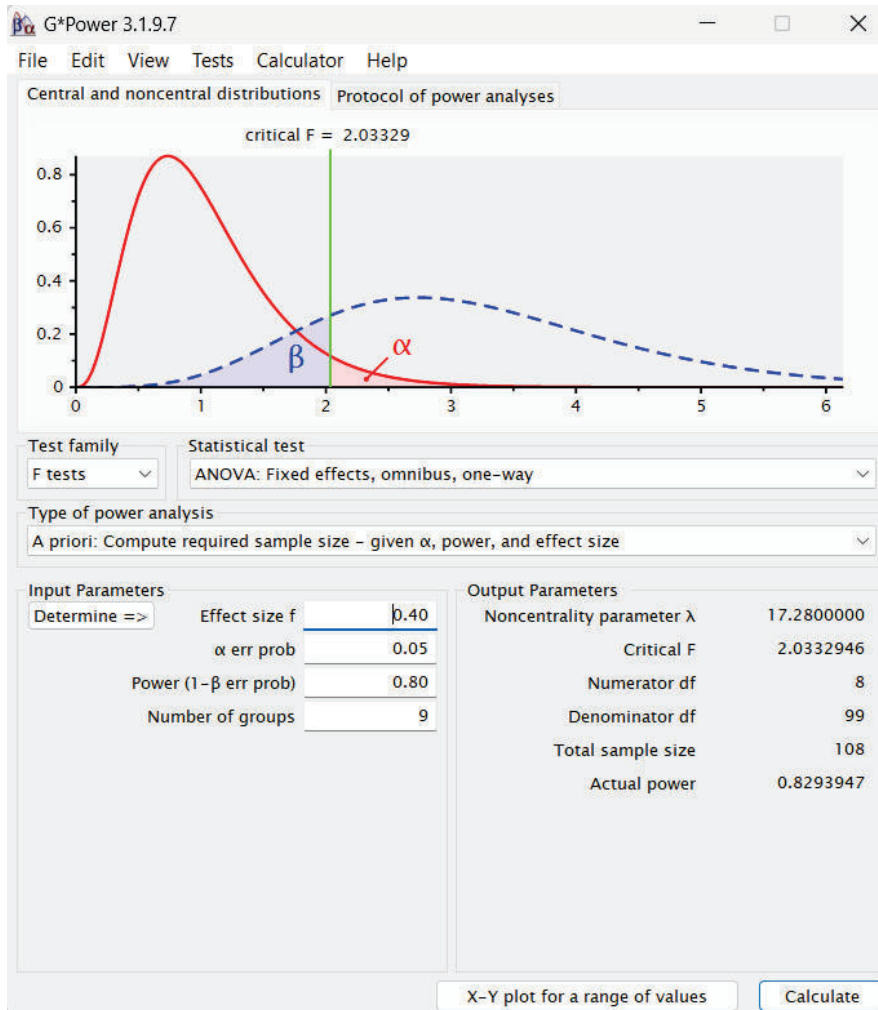 βα G*Power 3.1.9.7
File Edit View Tests Calculator Help
Central and noncentral distributions Protocol of power analyses
critical F = 2.03329
0.8
0.6
0.4
0.2
0
β
α
0 1 2 3 4 5 6
Test family
F tests
Statistical test
ANOVA: Fixed effects, omnibus, one-way
Type of power analysis
A priori: Compute required sample size – given α, power, and effect size
Input Parameters
Determine => Effect size f 0.40
α err prob 0.05
Power (1-β err prob) 0.80
Number of groups 9
Output Parameters
Noncentrality parameter λ 17.2800000
Critical F 2.0332946
Numerator df 8
Denominator df 99
Total sample size 108
Actual power 0.8293947
X-Y plot for a range of values Calculate